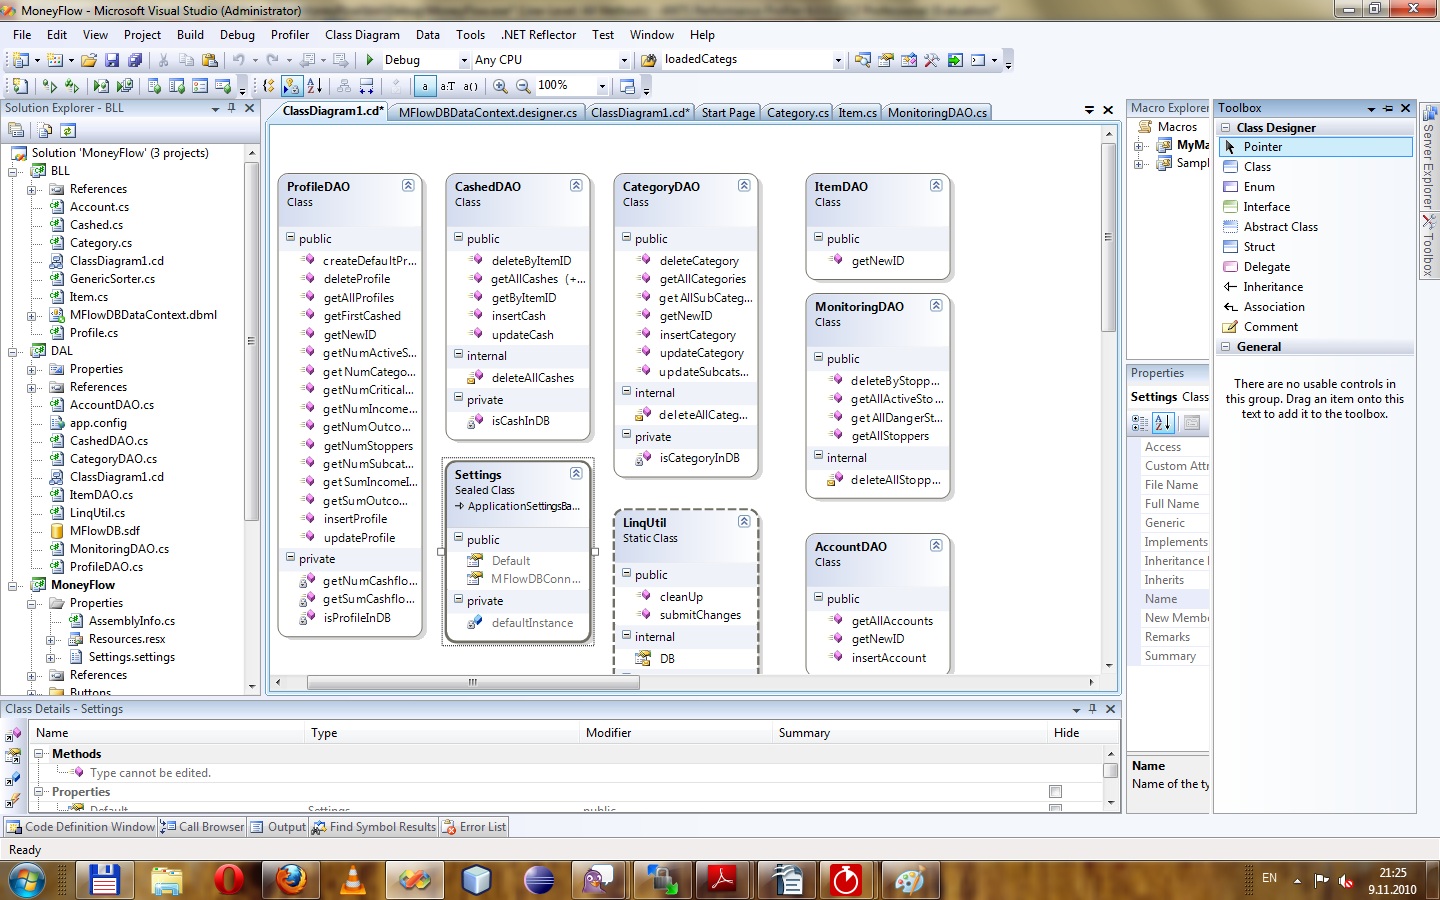 MoneyFlow - Microsoft Visual Studio (Administrator)
File Edit View Project Build Debug Profiler Class Diagram Data Tools .NET Reflector Test Window Help
Debug Any CPU loadedCategs
a a:T a() 100%
Solution Explorer - BLL
Solution 'MoneyFlow' (3 projects)
BLL
References
Account.cs
Cashed.cs
Category.cs
ClassDiagram1.cd
GenericSorter.cs
Item.cs
MFlowDBDataContext.dbml
Profile.cs
DAL
Properties
References
AccountDAO.cs
app.config
CashedDAO.cs
CategoryDAO.cs
ClassDiagram1.cd
ItemDAO.cs
LinqUtil.cs
MFlowDB.sdf
MonitoringDAO.cs
ProfileDAO.cs
MoneyFlow
Properties
AssemblyInfo.cs
Resources.resx
Settings.settings
References
Buttons
ClassDiagram1.cd* MFlowDBDataContext.designer.cs ClassDiagram1.cd* Start Page Category.cs Item.cs MonitoringDAO.cs
ProfileDAO
Class
public
createDefaultPr...
deleteProfile
getAllProfiles
getFirstCashed
getNewID
getNumActiveS...
getNumCatego...
getNumCritical...
getNumIncome...
getNumOutco...
getNumStoppers
getNumSubcat...
getSumIncomeI...
getSumOutco...
insertProfile
updateProfile
private
getNumCashflo...
getSumCashflo...
isProfileInDB
CashedDAO
Class
public
deleteByItemID
getAllCashes (+...
getByItemID
insertCash
updateCash
internal
deleteAllCashes
private
isCashInDB
Settings
Sealed Class
ApplicationSettingsBa...
public
Default
MFlowDBConn...
private
defaultInstance
CategoryDAO
Class
public
deleteCategory
getAllCategories
getAllSubCateg...
getNewID
insertCategory
updateCategory
updateSubcats...
internal
deleteAllCateg...
private
isCategoryInDB
LinqUtil
Static Class
public
cleanUp
submitChanges
internal
DB
ItemDAO
Class
public
getNewID
MonitoringDAO
Class
public
deleteByStopp...
getAllActiveSto...
getAllDangerSt...
getAllStoppers
internal
deleteAllStopp...
AccountDAO
Class
public
getAllAccounts
getNewID
insertAccount
Macro Explorer
Macros
MyMa
Sampl
Properties
Settings Class
Access
Custom Attr
File Name
Full Name
Generic
Implements
Inheritance
Inherits
Name
New Memb
Remarks
Summary
Name
Name of the ty
Toolbox
Class Designer
Pointer
Class
Enum
Interface
Abstract Class
Struct
Delegate
Inheritance
Association
Comment
General
There are no usable controls in
this group. Drag an item onto this
text to add it to the toolbox.
Server Explorer
Toolbox
Class Details - Settings
Name Type Modifier Summary Hide
Methods
Type cannot be edited.
Properties
Default Settings public
Code Definition Window Call Browser Output Find Symbol Results Error List
Ready
EN 21:25
9.11.2010